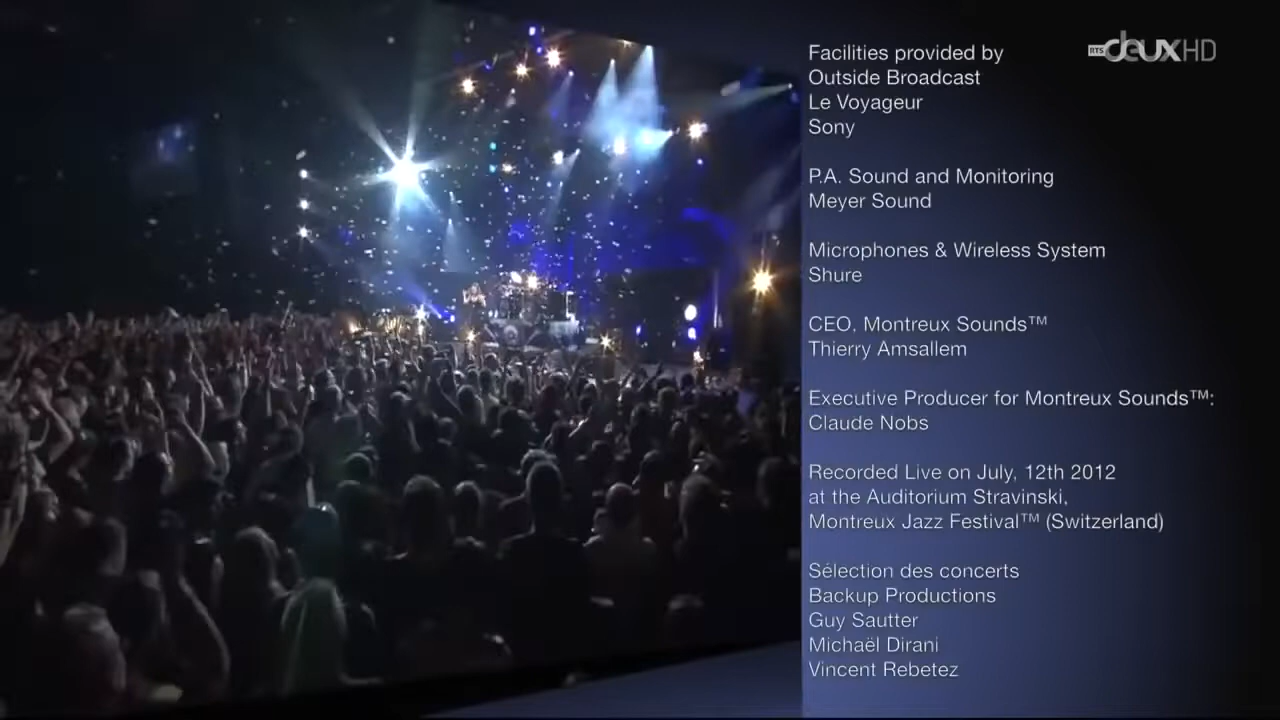 RTS deux HD
Facilities provided by
Outside Broadcast
Le Voyageur
Sony
P.A. Sound and Monitoring
Meyer Sound
Microphones & Wireless System
Shure
CEO, Montreux Sounds™
Thierry Amsallem
Executive Producer for Montreux Sounds™:
Claude Nobs
Recorded Live on July, 12th 2012
at the Auditorium Stravinski,
Montreux Jazz Festival™ (Switzerland)
Sélection des concerts
Backup Productions
Guy Sautter
Michaël Dirani
Vincent Rebetez